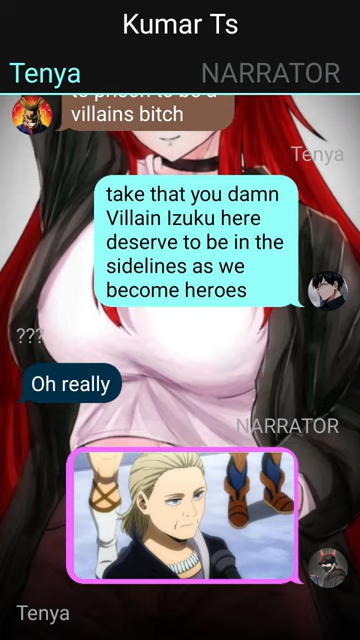 Kumar Ts
Tenya NARRATOR
villains bitch
Tenya
take that you damn
Villain Izuku here
deserve to be in the
sidelines as we
become heroes
???
Oh really
NARRATOR
Tenya